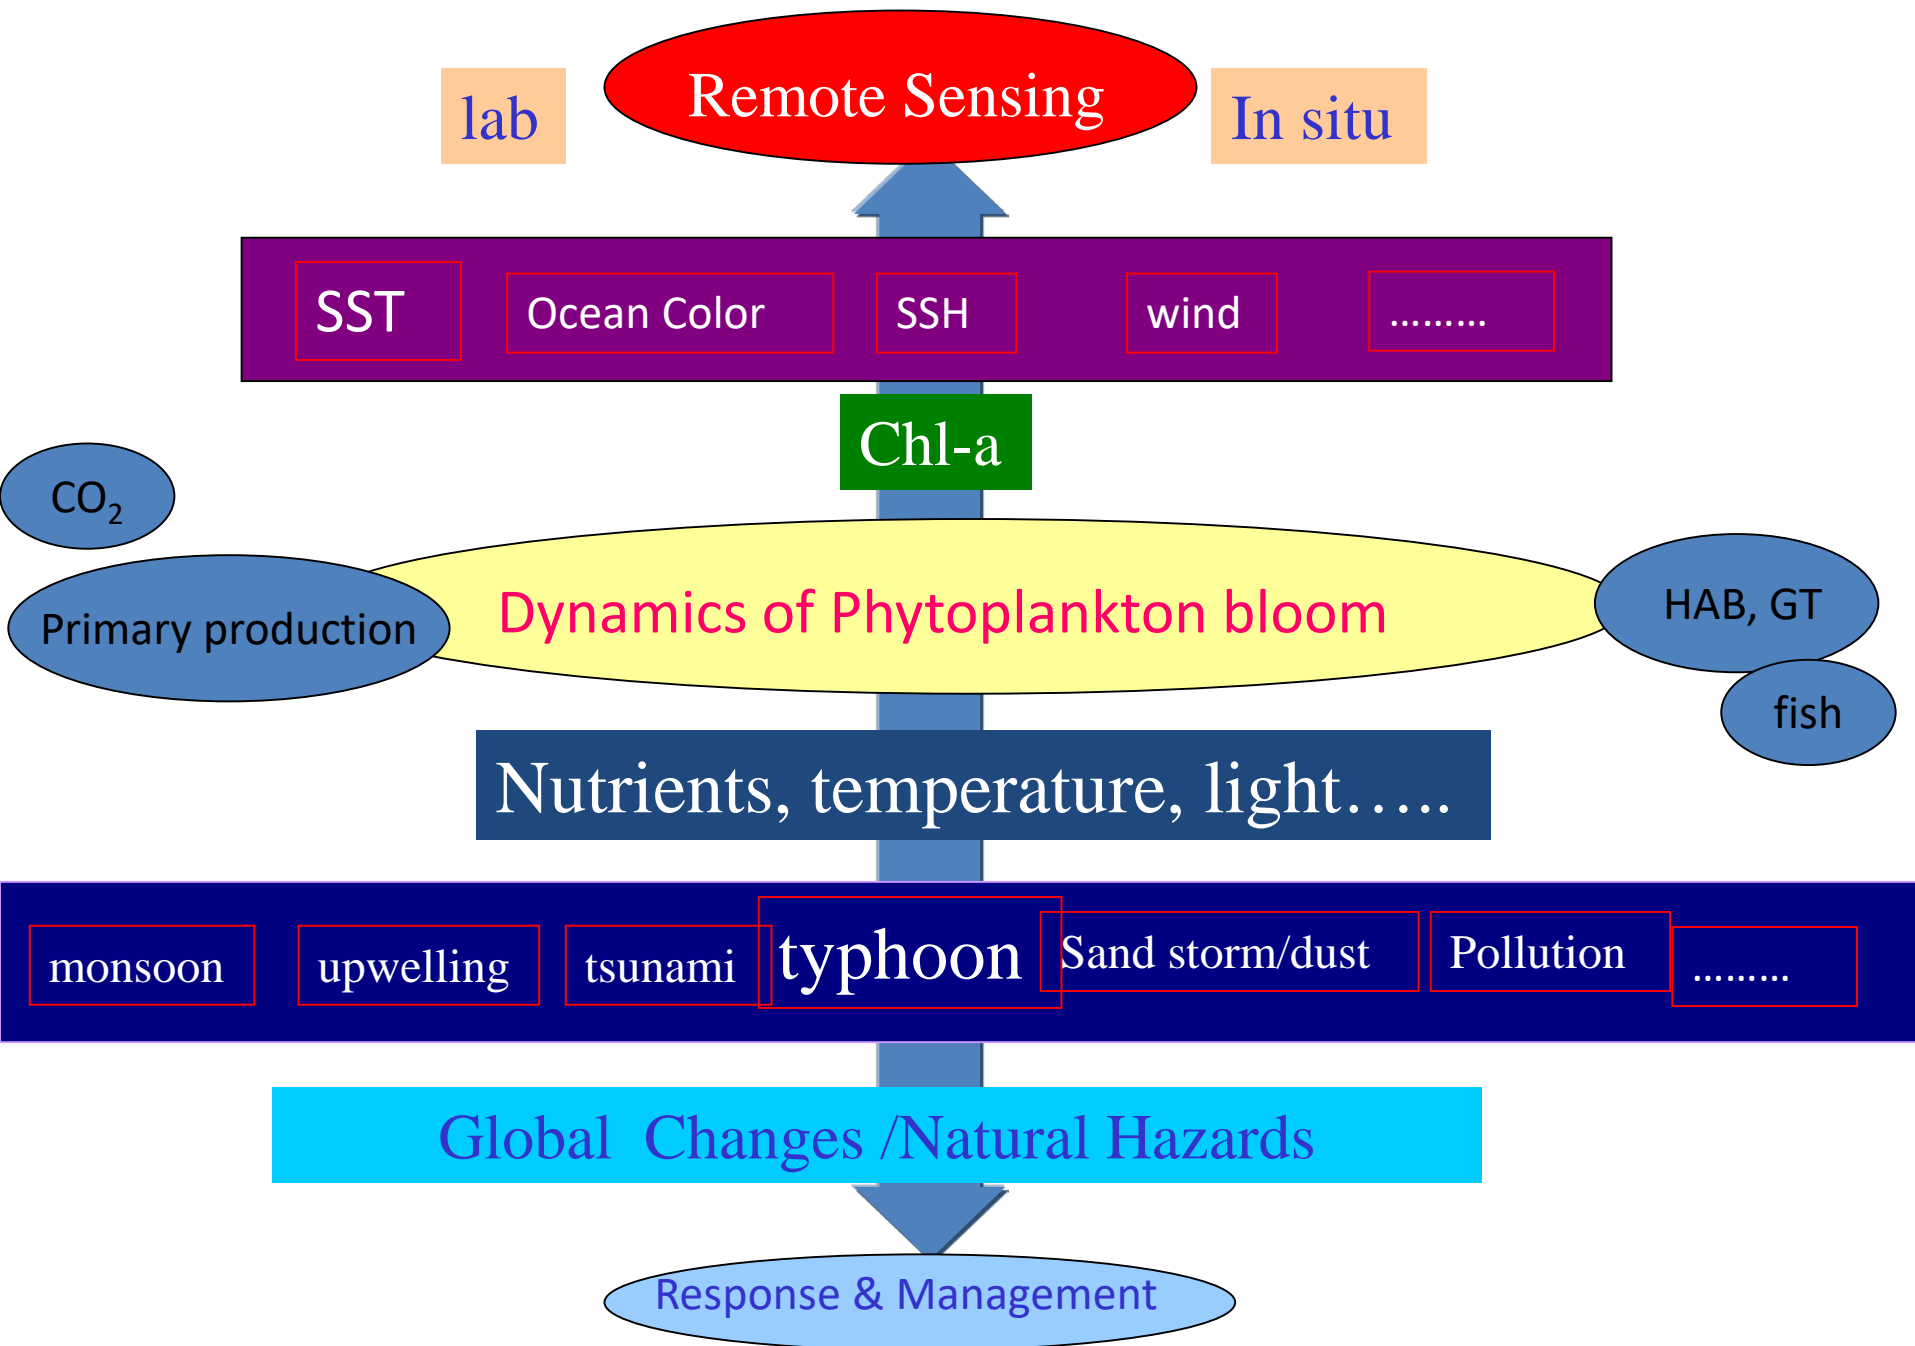 lab
Remote Sensing
In situ
SST
Ocean Color
SSH
wind
………
Chl-a
CO₂
Primary production
Dynamics of Phytoplankton bloom
HAB, GT
fish
Nutrients, temperature, light…..
monsoon
upwelling
tsunami
typhoon
Sand storm/dust
Pollution
………
Global Changes /Natural Hazards
Response & Management